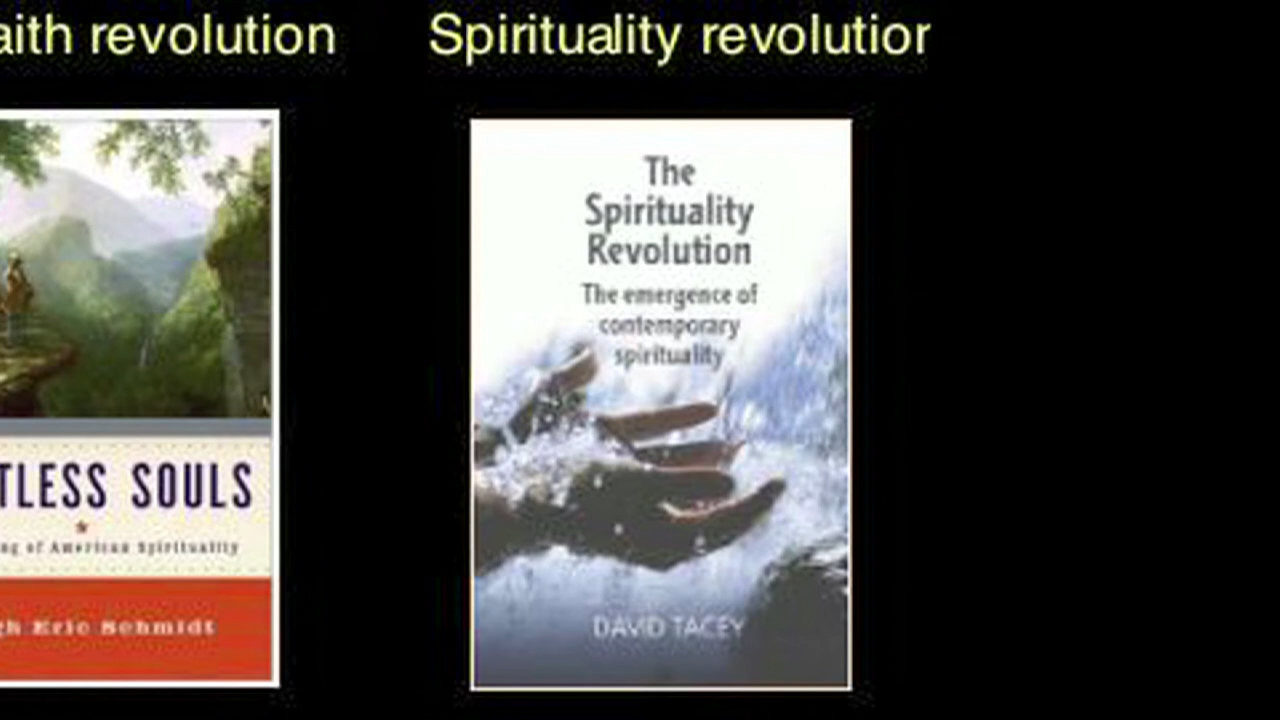 aith revolution
Spirituality revolution
TLESS SOULS
ng of American Spirituality
gh Eric Schmidt
The
Spirituality
Revolution
The emergence of
contemporary
spirituality
DAVID TACEY